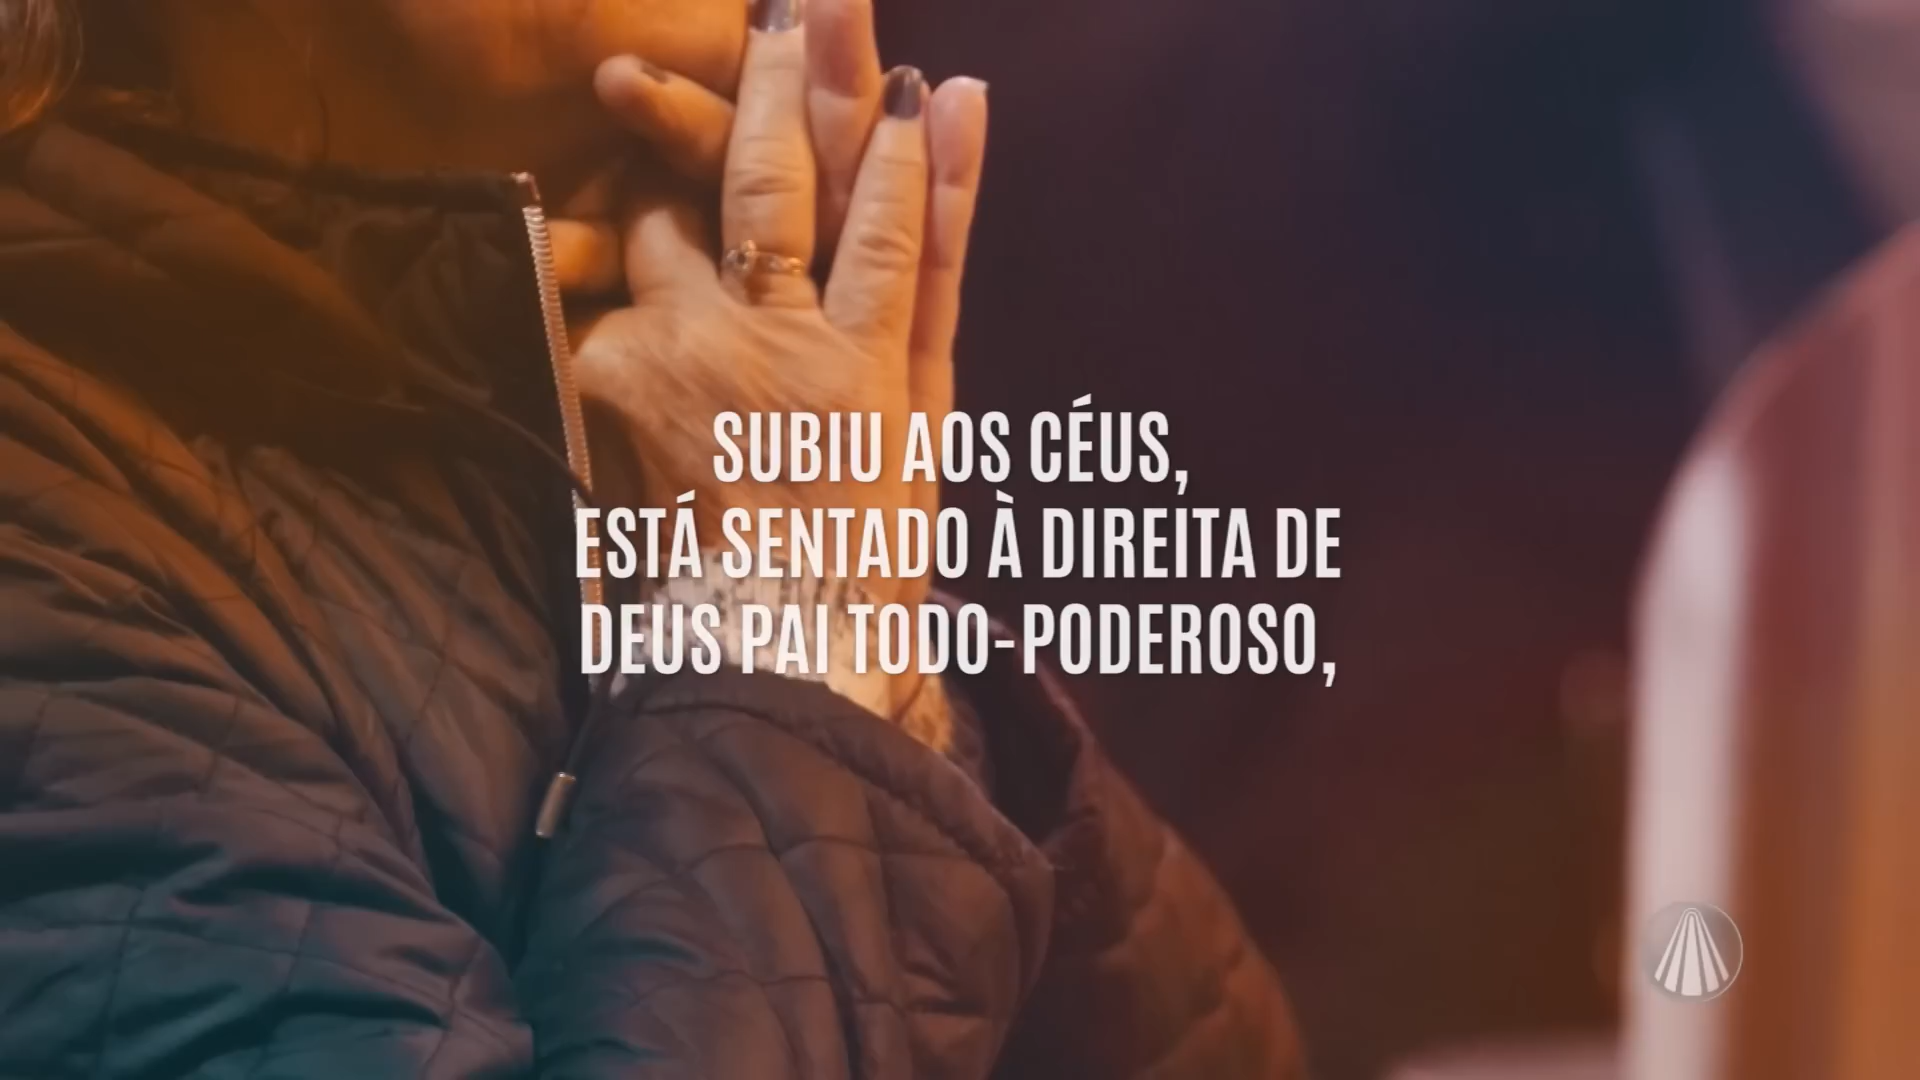 SUBIU AOS CÉUS,
ESTÁ SENTADO À DIREITA DE
DEUS PAI TODO-PODEROSO,